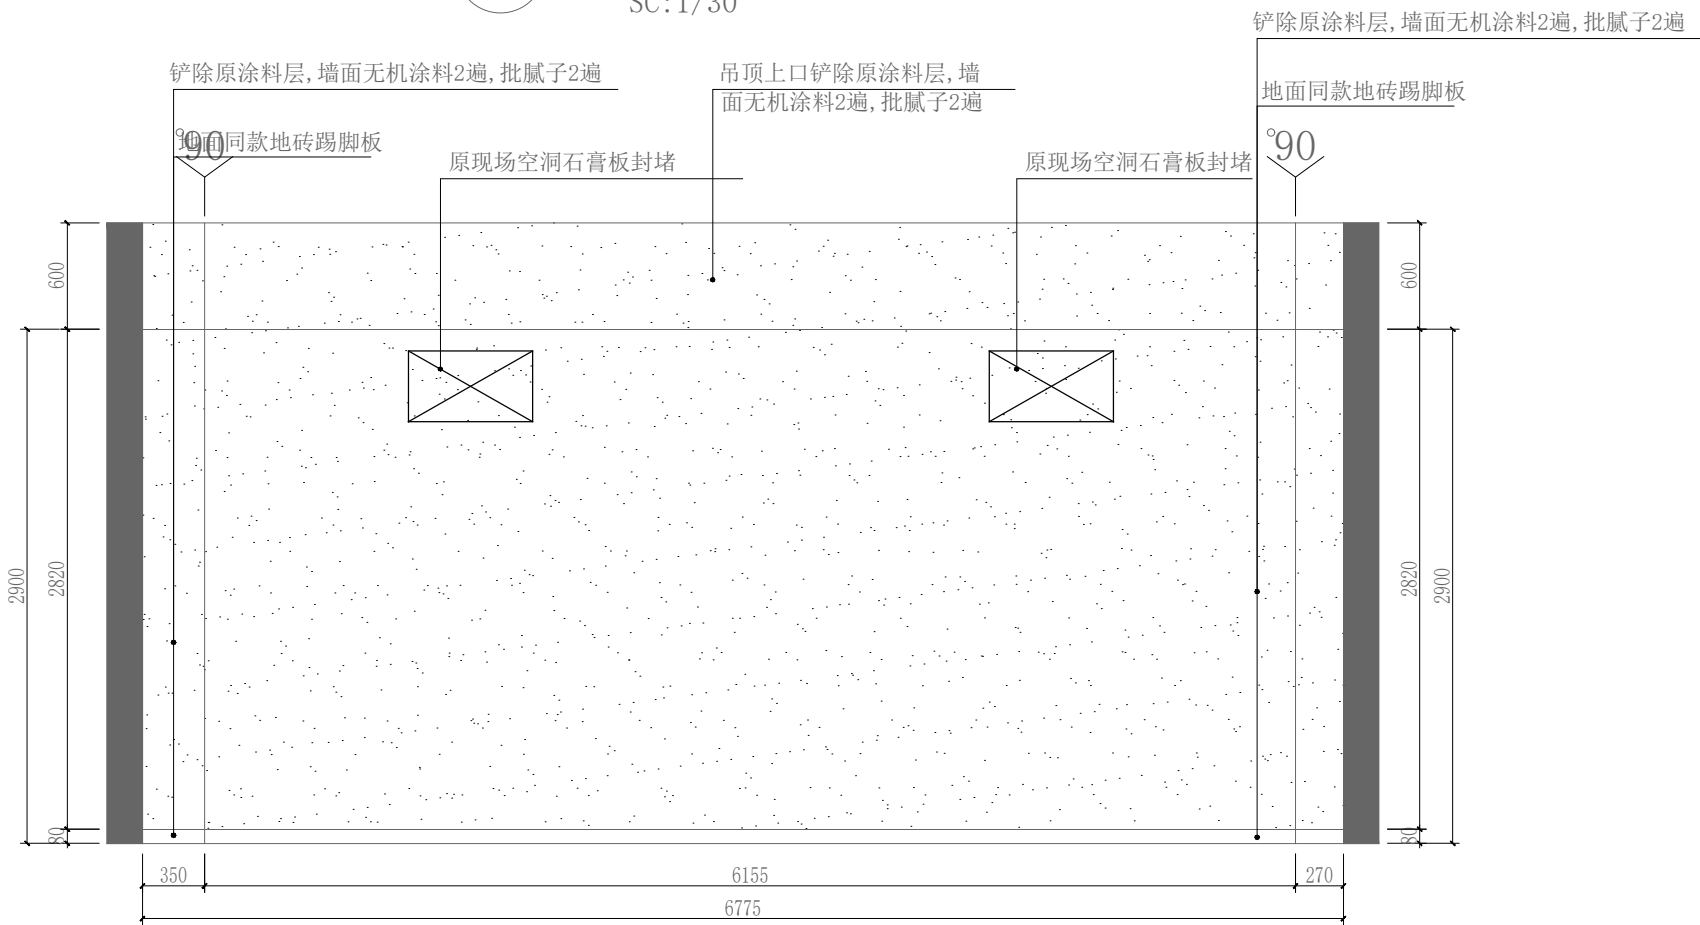 SC:1/30
铲除原涂料层,墙面无机涂料2遍,批腻子2遍
铲除原涂料层,墙面无机涂料2遍,批腻子2遍
吊顶上口铲除原涂料层,墙
面无机涂料2遍,批腻子2遍
地面同款地砖踢脚板
90°
地面同款地砖踢脚板
90°
原现场空洞石膏板封堵
原现场空洞石膏板封堵
600
600
2900
2820
2820
2900
80
80
350
6155
270
6775